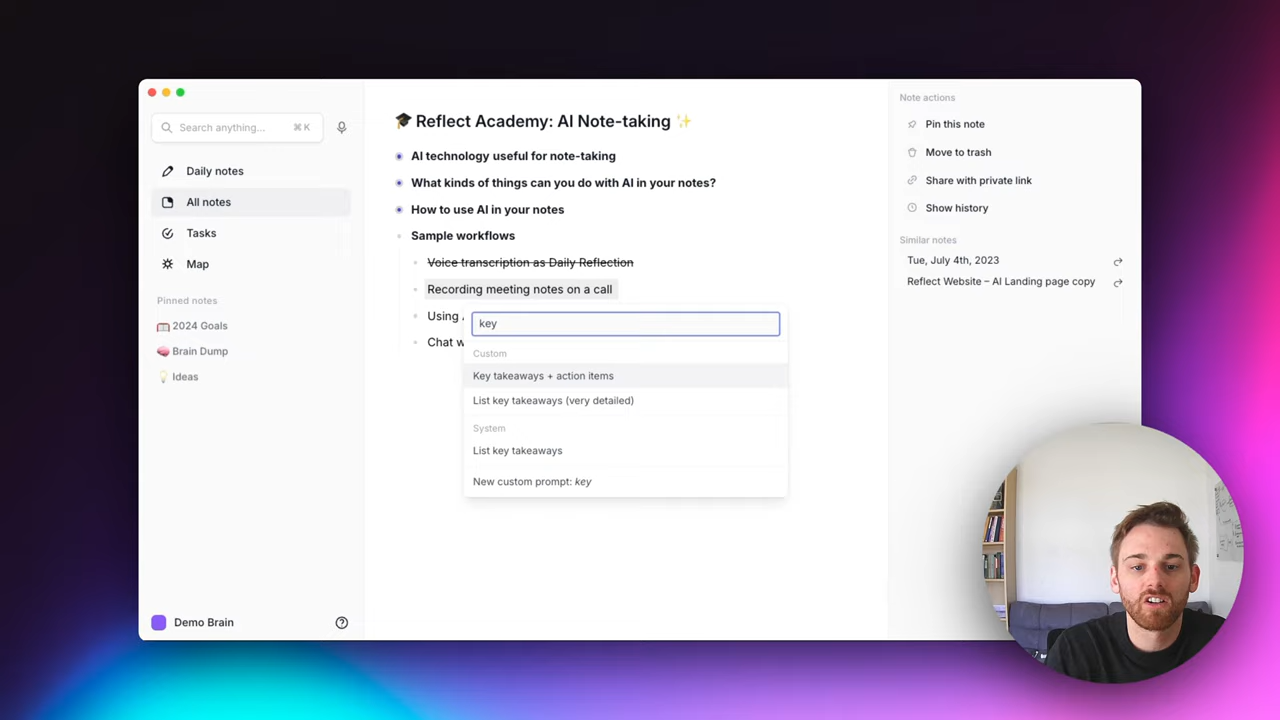 Search anything... ⌘ K
Daily notes
All notes
Tasks
Map
Pinned notes
📖 2024 Goals
🧠 Brain Dump
💡 Ideas
Demo Brain
🎓 Reflect Academy: AI Note-taking ✨
AI technology useful for note-taking
What kinds of things can you do with AI in your notes?
How to use AI in your notes
Sample workflows
Voice transcription as Daily Reflection
Recording meeting notes on a call
Using
Chat w
key
Custom
Key takeaways + action items
List key takeaways (very detailed)
System
List key takeaways
New custom prompt: key
Note actions
Pin this note
Move to trash
Share with private link
Show history
Similar notes
Tue, July 4th, 2023
Reflect Website – AI Landing page copy